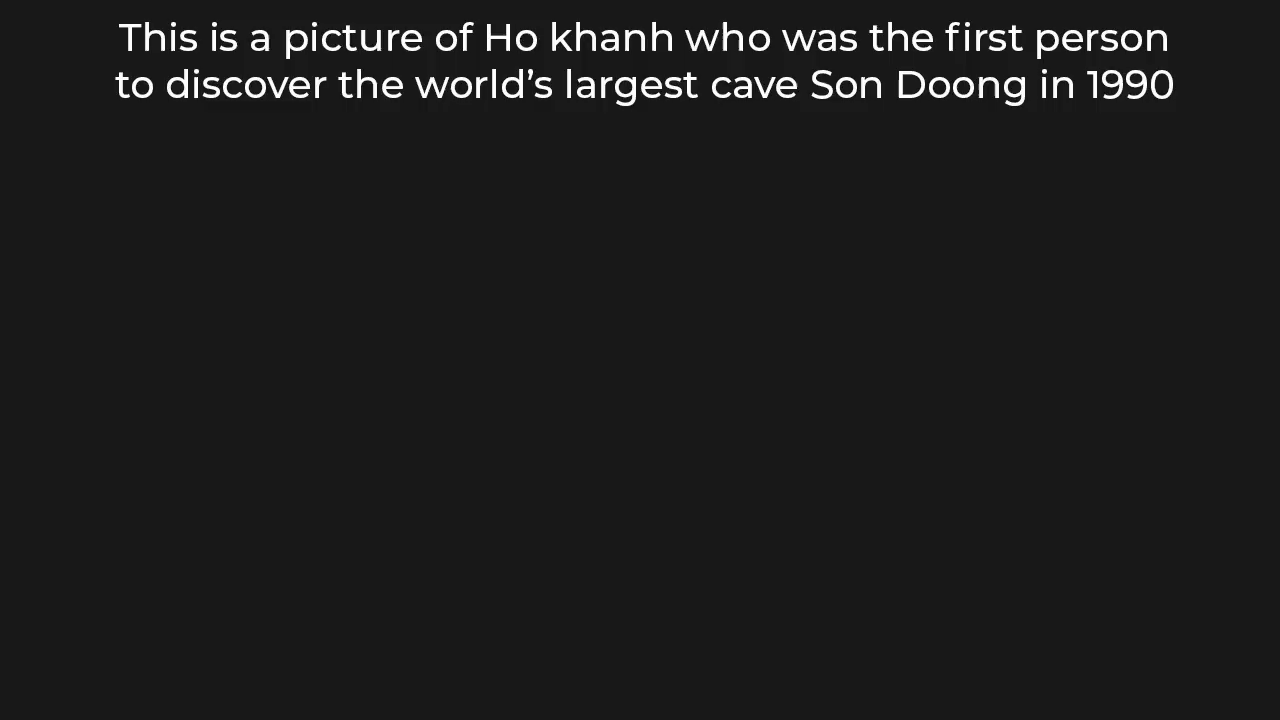 This is a picture of Ho khanh who was the first person
to discover the world’s largest cave Son Doong in 1990